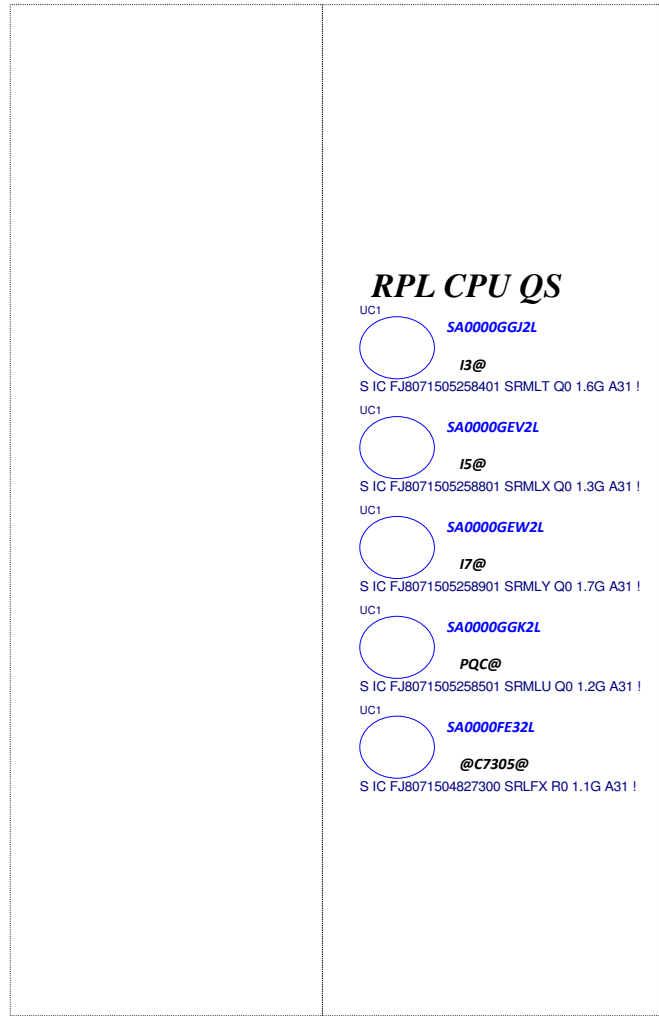 RPL CPU QS
UC1
SA0000GGJ2L
I3@
S IC FJ8071505258401 SRMLT Q0 1.6G A31 !
UC1
SA0000GEV2L
I5@
S IC FJ8071505258801 SRMLX Q0 1.3G A31 !
UC1
SA0000GEW2L
I7@
S IC FJ8071505258901 SRMLY Q0 1.7G A31 !
UC1
SA0000GGK2L
PQC@
S IC FJ8071505258501 SRMLU Q0 1.2G A31 !
UC1
SA0000FE32L
@C7305@
S IC FJ8071504827300 SRLFX R0 1.1G A31 !